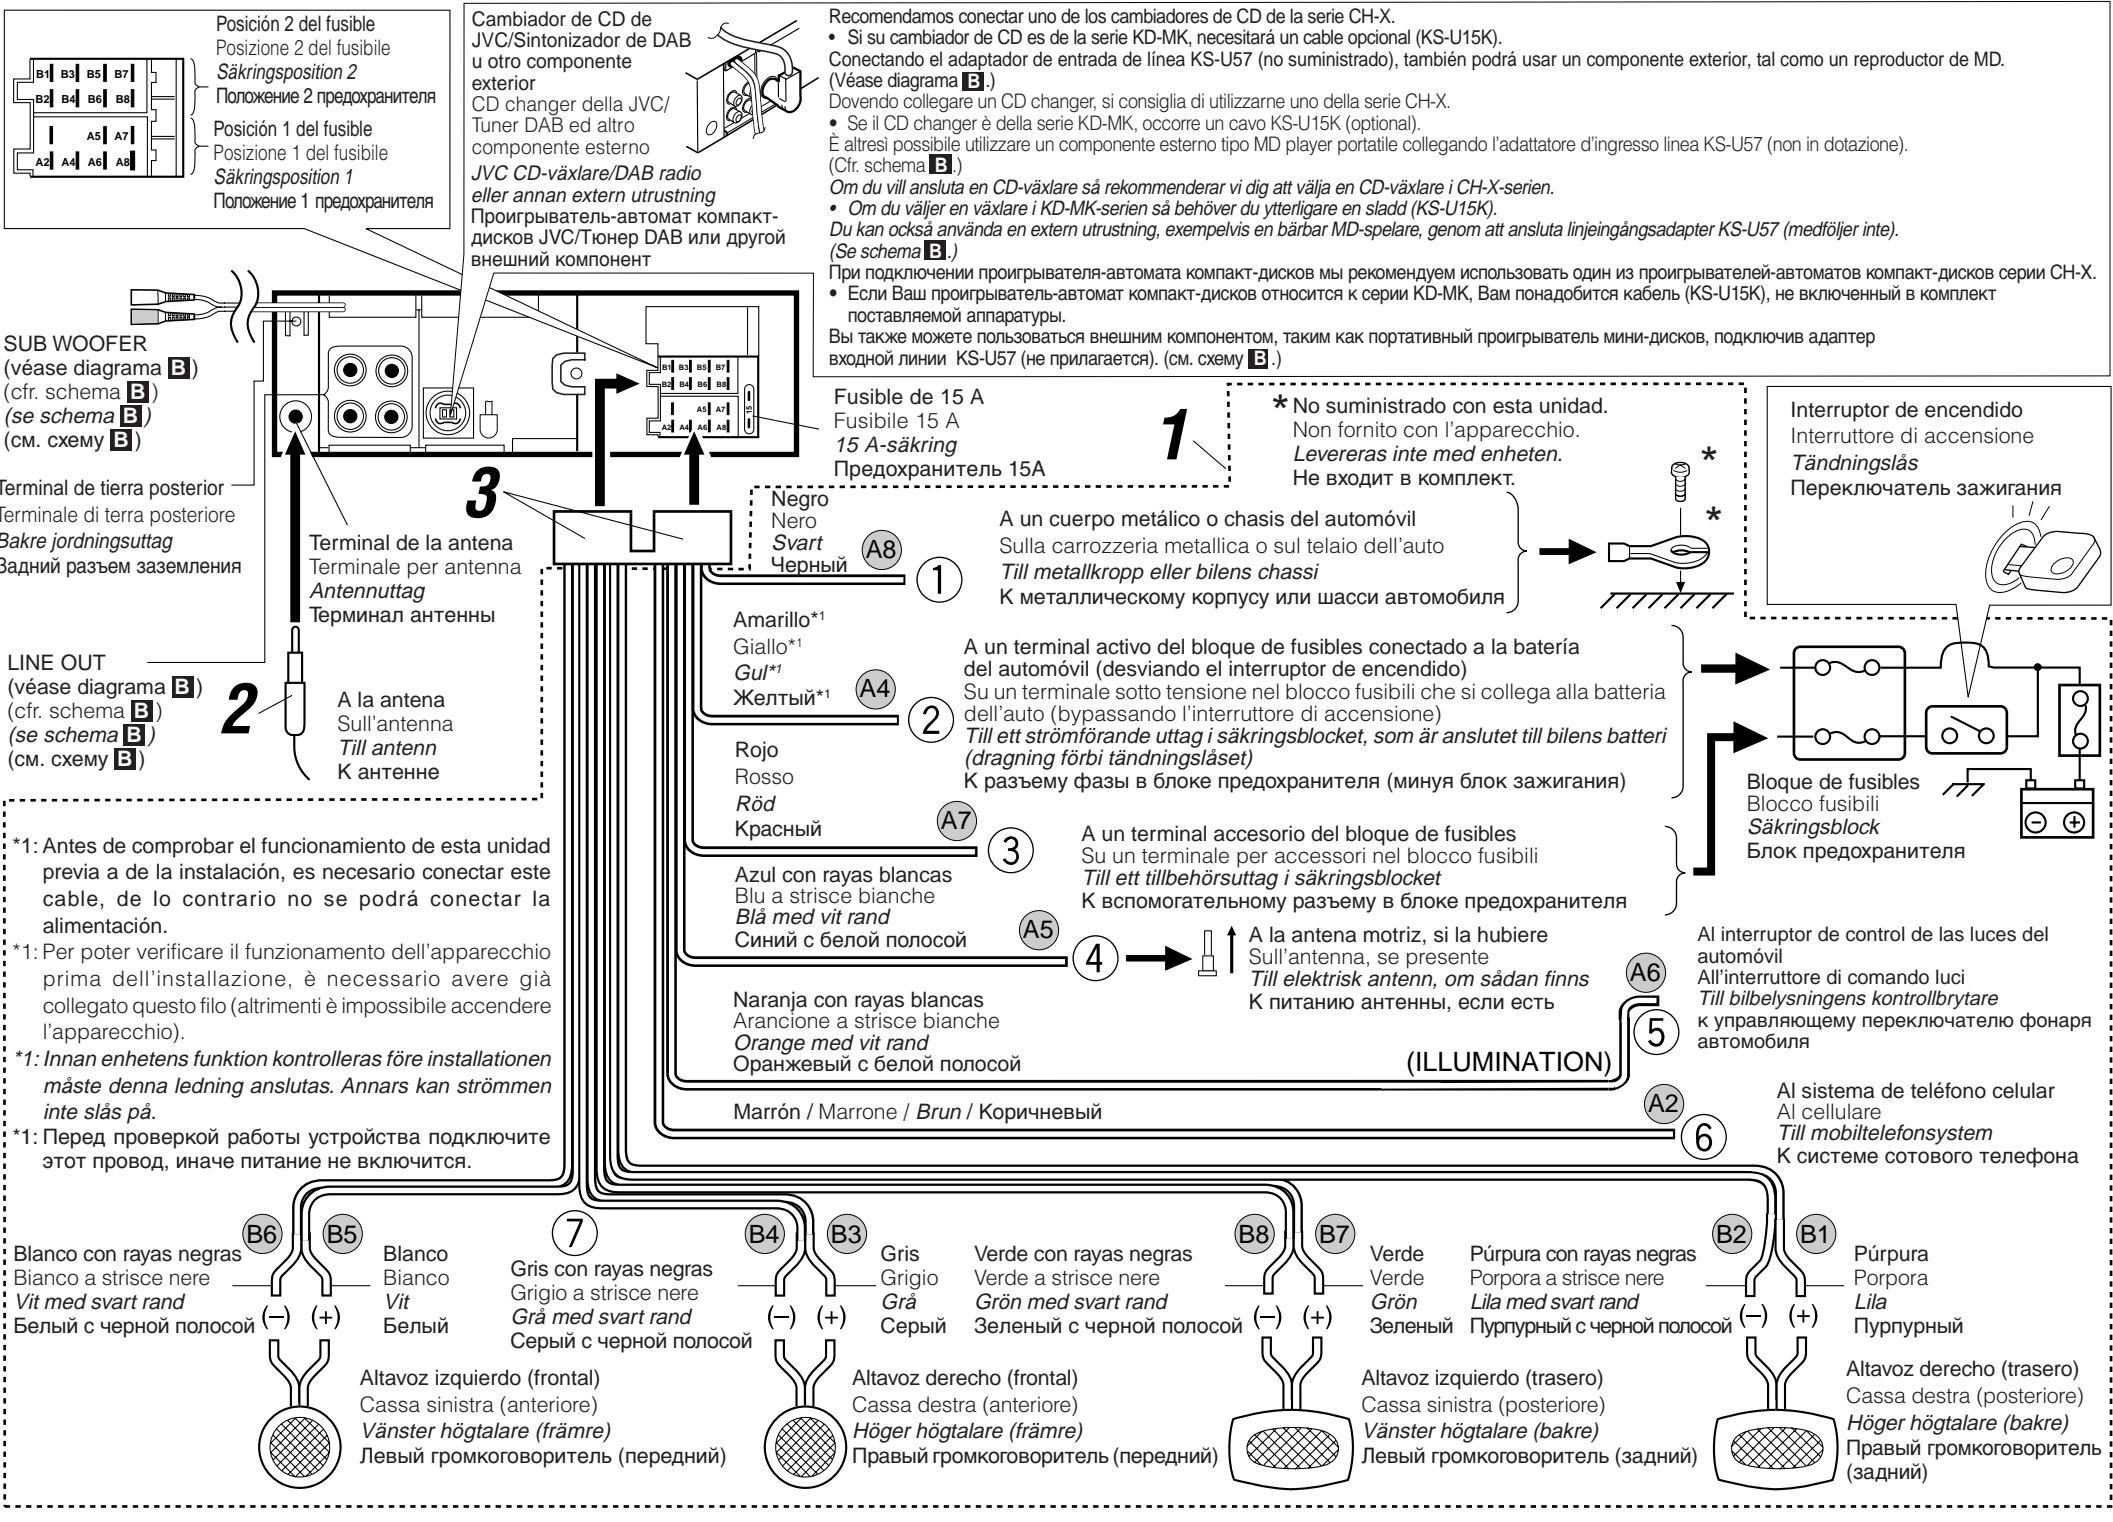 Posición 2 del fusible
Posizione 2 del fusibile
Säkringsposition 2
Положение 2 предохранителя
B1 B3 B5 B7
B2 B4 B6 B8
Posición 1 del fusible
Posizione 1 del fusibile
Säkringsposition 1
Положение 1 предохранителя
A5 A7
A2 A4 A6 A8
Cambiador de CD de
JVC/Sintonizador de DAB
u otro componente
exterior
CD changer della JVC/
Tuner DAB ed altro
componente esterno
JVC CD-växlare/DAB radio
eller annan extern utrustning
Проигрыватель-автомат компакт-
дисков JVC/Тюнер DAB или другой
внешний компонент
Recomendamos conectar uno de los cambiadores de CD de la serie CH-X.
• Si su cambiador de CD es de la serie KD-MK, necesitará un cable opcional (KS-U15K).
Conectando el adaptador de entrada de línea KS-U57 (no suministrado), también podrá usar un componente exterior, tal como un reproductor de MD.
(Véase diagrama B.)
Dovendo collegare un CD changer, si consiglia di utilizzarne uno della serie CH-X.
• Se il CD changer è della serie KD-MK, occorre un cavo KS-U15K (optional).
È altresì possibile utilizzare un componente esterno tipo MD player portatile collegando l'adattatore d'ingresso linea KS-U57 (non in dotazione).
(Cfr. schema B.)
Om du vill ansluta en CD-växlare så rekommenderar vi dig att välja en CD-växlare i CH-X-serien.
• Om du väljer en växlare i KD-MK-serien så behöver du ytterligare en sladd (KS-U15K).
Du kan också använda en extern utrustning, exempelvis en bärbar MD-spelare, genom att ansluta linjeingångsadapter KS-U57 (medföljer inte).
(Se schema B.)
При подключении проигрывателя-автомата компакт-дисков мы рекомендуем использовать один из проигрывателей-автоматов компакт-дисков серии CH-X.
• Если Ваш проигрыватель-автомат компакт-дисков относится к серии KD-MK, Вам понадобится кабель (KS-U15K), не включенный в комплект
поставляемой аппаратуры.
Вы также можете пользоваться внешним компонентом, таким как портативный проигрыватель мини-дисков, подключив адаптер
входной линии KS-U57 (не прилагается). (см. схему B.)
SUB WOOFER
(véase diagrama B)
(cfr. schema B)
(se schema B)
(см. схему B)
B1 B3 B5 B7
B2 B4 B6 B8
A5 A7
A2 A4 A6 A8
15
Fusible de 15 A
Fusibile 15 A
15 A-säkring
Предохранитель 15A
1
* No suministrado con esta unidad.
Non fornito con l'apparecchio.
Levereras inte med enheten.
Не входит в комплект.
*
*
Interruptor de encendido
Interruttore di accensione
Tändningslås
Переключатель зажигания
Terminal de tierra posterior
Terminale di terra posteriore
Bakre jordningsuttag
Задний разъем заземления
3
Terminal de la antena
Terminale per antenna
Antennuttag
Терминал антенны
Negro
Nero
Svart
Черный
A8
1
A un cuerpo metálico o chasis del automóvil
Sulla carrozzeria metallica o sul telaio dell'auto
Till metallkropp eller bilens chassi
К металлическому корпусу или шасси автомобиля
LINE OUT
(véase diagrama B)
(cfr. schema B)
(se schema B)
(см. схему B)
2
A la antena
Sull'antenna
Till antenn
К антенне
Amarillo*1
Giallo*1
Gul*1
Желтый*1
A4
2
A un terminal activo del bloque de fusibles conectado a la batería
del automóvil (desviando el interruptor de encendido)
Su un terminale sotto tensione nel blocco fusibili che si collega alla batteria
dell'auto (bypassando l'interruttore di accensione)
Till ett strömförande uttag i säkringsblocket, som är anslutet till bilens batteri
(dragning förbi tändningslåset)
К разъему фазы в блоке предохранителя (минуя блок зажигания)
Rojo
Rosso
Röd
Красный
A7
3
A un terminal accesorio del bloque de fusibles
Su un terminale per accessori nel blocco fusibili
Till ett tillbehörsuttag i säkringsblocket
К вспомогательному разъему в блоке предохранителя
Bloque de fusibles
Blocco fusibili
Säkringsblock
Блок предохранителя
*1: Antes de comprobar el funcionamiento de esta unidad
previa a de la instalación, es necesario conectar este
cable, de lo contrario no se podrá conectar la
alimentación.
*1: Per poter verificare il funzionamento dell'apparecchio
prima dell'installazione, è necessario avere già
collegato questo filo (altrimenti è impossibile accendere
l'apparecchio).
*1: Innan enhetens funktion kontrolleras före installationen
måste denna ledning anslutas. Annars kan strömmen
inte slås på.
*1: Перед проверкой работы устройства подключите
этот провод, иначе питание не включится.
Azul con rayas blancas
Blu a strisce bianche
Blå med vit rand
Синий с белой полосой
A5
4
A la antena motriz, si la hubiere
Sull'antenna, se presente
Till elektrisk antenn, om sådan finns
К питанию антенны, если есть
Naranja con rayas blancas
Arancione a strisce bianche
Orange med vit rand
Оранжевый с белой полосой
(ILLUMINATION)
A6
5
Al interruptor de control de las luces del
automóvil
All'interruttore di comando luci
Till bilbelysningens kontrollbrytare
к управляющему переключателю фонаря
автомобиля
Marrón / Marrone / Brun / Коричневый
A2
6
Al sistema de teléfono celular
Al cellulare
Till mobiltelefonsystem
К системе сотового телефона
7
B6 B5
Blanco con rayas negras
Bianco a strisce nere
Vit med svart rand
Белый с черной полосой
(−) (+)
Blanco
Bianco
Vit
Белый
Altavoz izquierdo (frontal)
Cassa sinistra (anteriore)
Vänster högtalare (främre)
Левый громкоговоритель (передний)
B4 B3
Gris con rayas negras
Grigio a strisce nere
Grå med svart rand
Серый с черной полосой
(−) (+)
Gris
Grigio
Grå
Серый
Altavoz derecho (frontal)
Cassa destra (anteriore)
Höger högtalare (främre)
Правый громкоговоритель (передний)
B8 B7
Verde con rayas negras
Verde a strisce nere
Grön med svart rand
Зеленый с черной полосой
(−) (+)
Verde
Verde
Grön
Зеленый
Altavoz izquierdo (trasero)
Cassa sinistra (posteriore)
Vänster högtalare (bakre)
Левый громкоговоритель (задний)
B2 B1
Púrpura con rayas negras
Porpora a strisce nere
Lila med svart rand
Пурпурный с черной полосой
(−) (+)
Púrpura
Porpora
Lila
Пурпурный
Altavoz derecho (trasero)
Cassa destra (posteriore)
Höger högtalare (bakre)
Правый громкоговоритель
(задний)